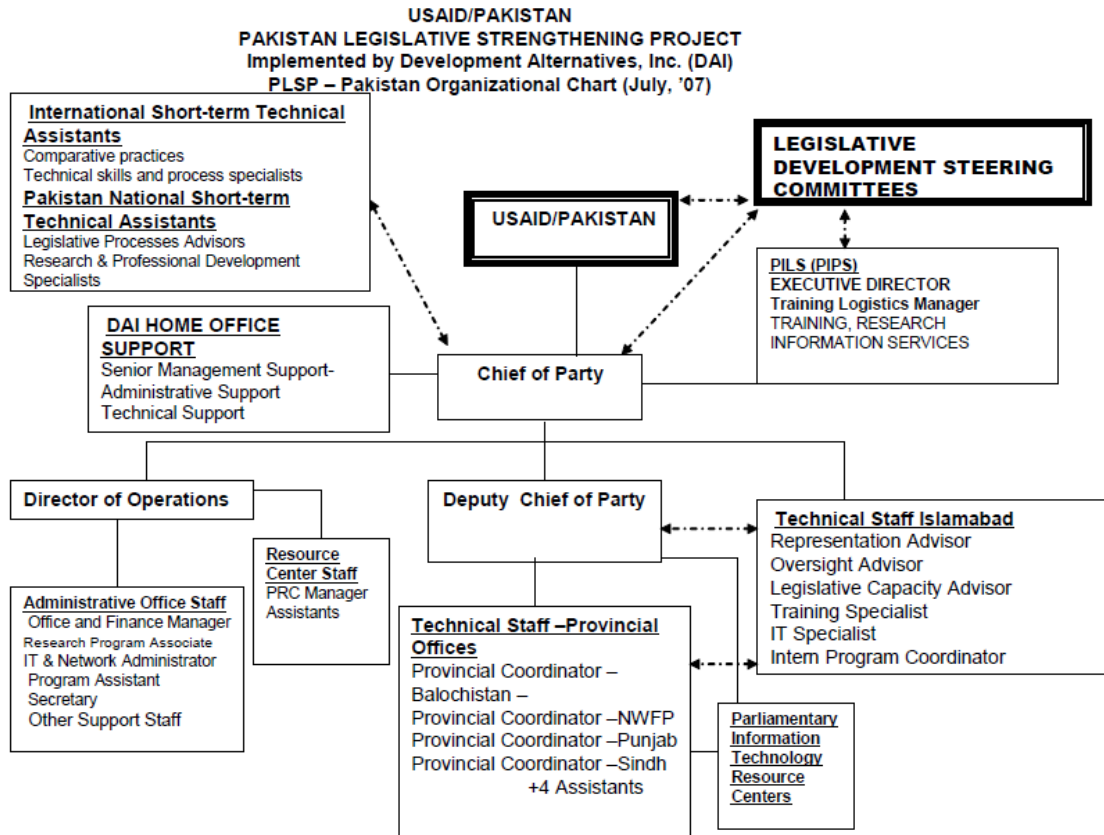 USAID/PAKISTAN
PAKISTAN LEGISLATIVE STRENGTHENING PROJECT
Implemented by Development Alternatives, Inc. (DAI)
PLSP – Pakistan Organizational Chart (July, '07)
International Short-term Technical
Assistants
Comparative practices
Technical skills and process specialists
Pakistan National Short-term
Technical Assistants
Legislative Processes Advisors
Research & Professional Development
Specialists
USAID/PAKISTAN
LEGISLATIVE
DEVELOPMENT STEERING
COMMITTEES
PILS (PIPS)
EXECUTIVE DIRECTOR
Training Logistics Manager
TRAINING, RESEARCH
INFORMATION SERVICES
DAI HOME OFFICE
SUPPORT
Senior Management Support-
Administrative Support
Technical Support
Chief of Party
Director of Operations
Deputy Chief of Party
Technical Staff Islamabad
Representation Advisor
Oversight Advisor
Legislative Capacity Advisor
Training Specialist
IT Specialist
Intern Program Coordinator
Resource
Center Staff
PRC Manager
Assistants
Administrative Office Staff
Office and Finance Manager
Research Program Associate
IT & Network Administrator
Program Assistant
Secretary
Other Support Staff
Technical Staff –Provincial
Offices
Provincial Coordinator –
Balochistan –
Provincial Coordinator –NWFP
Provincial Coordinator –Punjab
Provincial Coordinator –Sindh
+4 Assistants
Parliamentary
Information
Technology
Resource
Centers